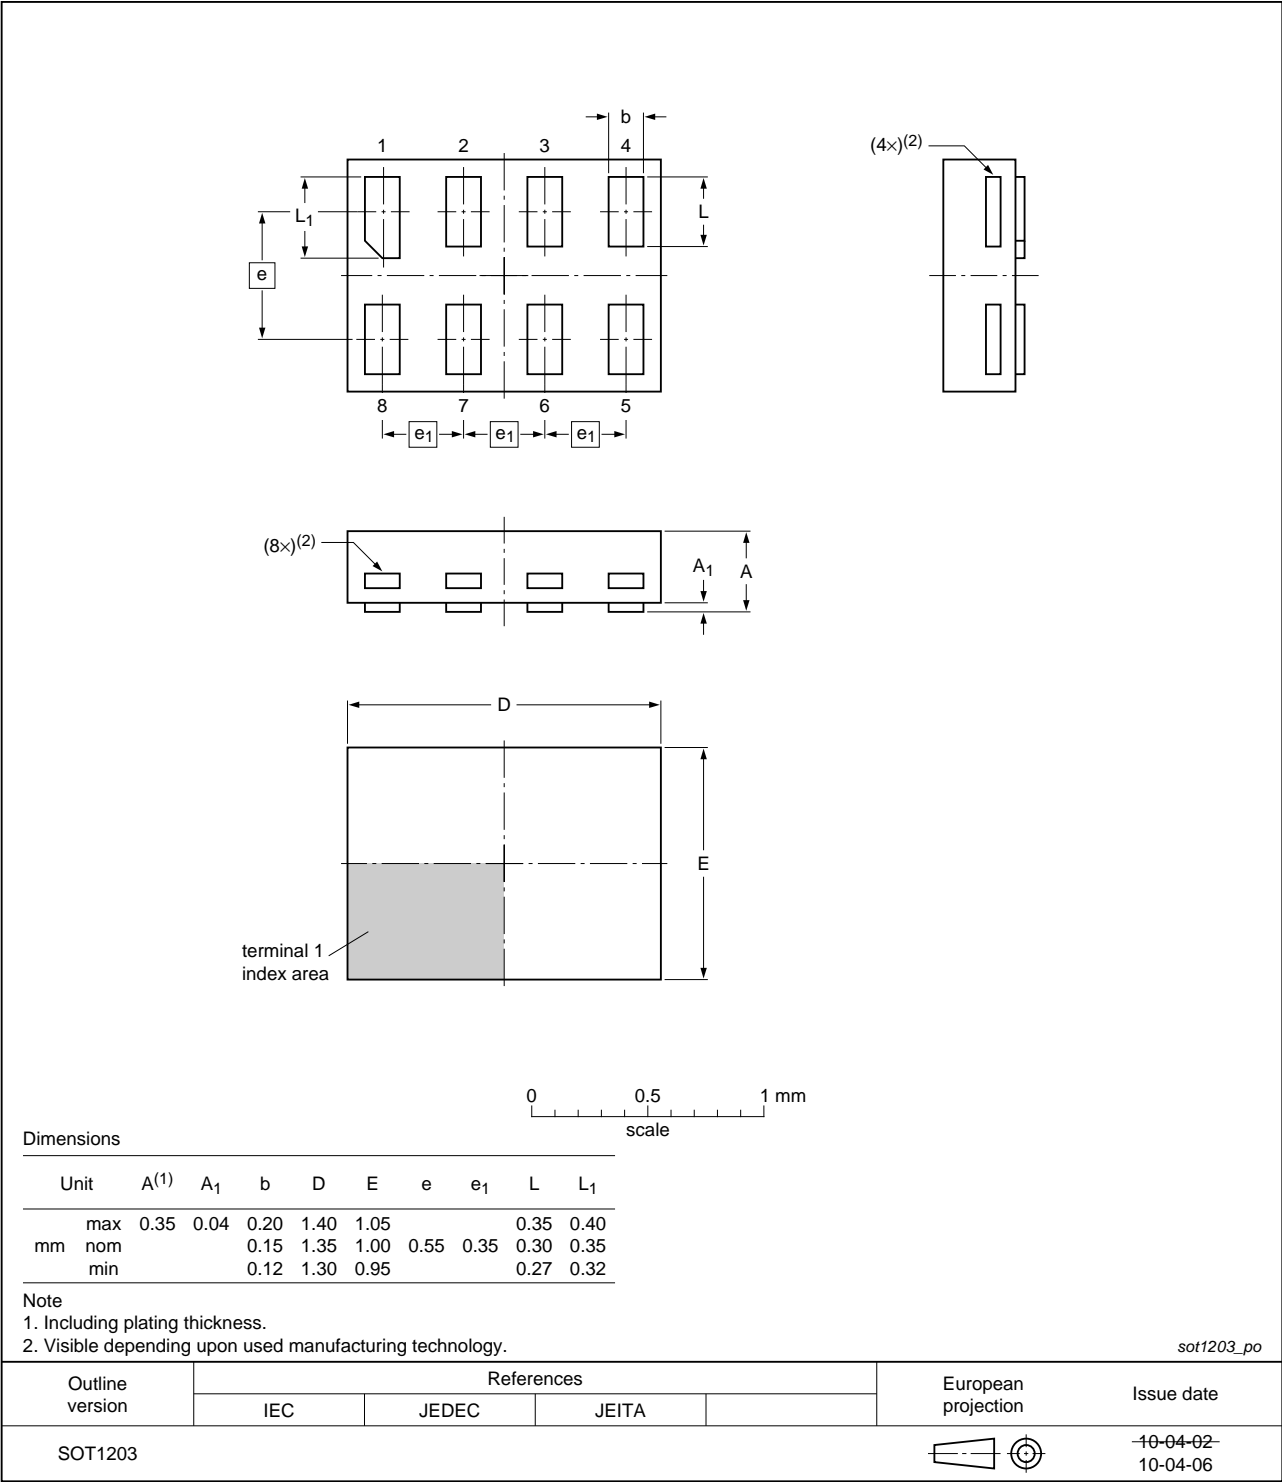 b
1 2 3 4
(4×)(2)
L1
L
e
8 7 6 5
e1 e1 e1
(8×)(2)
A1
A
D
E
terminal 1
index area
0 0.5 1 mm
scale
Dimensions
Unit A(1) A1 b D E e e1 L L1
max 0.35 0.04 0.20 1.40 1.05 0.35 0.40
mm nom 0.15 1.35 1.00 0.55 0.35 0.30 0.35
min 0.12 1.30 0.95 0.27 0.32
Note
1. Including plating thickness.
2. Visible depending upon used manufacturing technology.
sot1203_po
Outline
version
References
IEC JEDEC JEITA
European
projection
Issue date
SOT1203
10-04-02
10-04-06